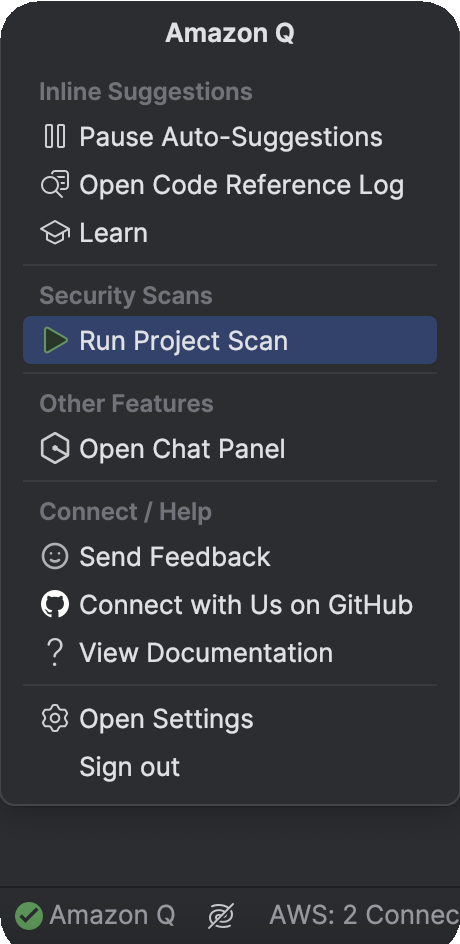 Amazon Q
Inline Suggestions
Pause Auto-Suggestions
Open Code Reference Log
Learn
Security Scans
Run Project Scan
Other Features
Open Chat Panel
Connect / Help
Send Feedback
Connect with Us on GitHub
View Documentation
Open Settings
Sign out
Amazon Q AWS: 2 Connec